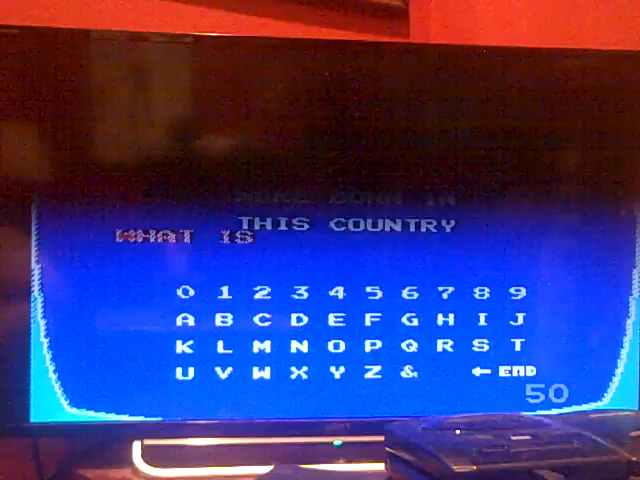 THIS COUNTRY
WHAT IS
0 1 2 3 4 5 6 7 8 9
A B C D E F G H I J
K L M N O P Q R S T
U V W X Y Z & ← END
50